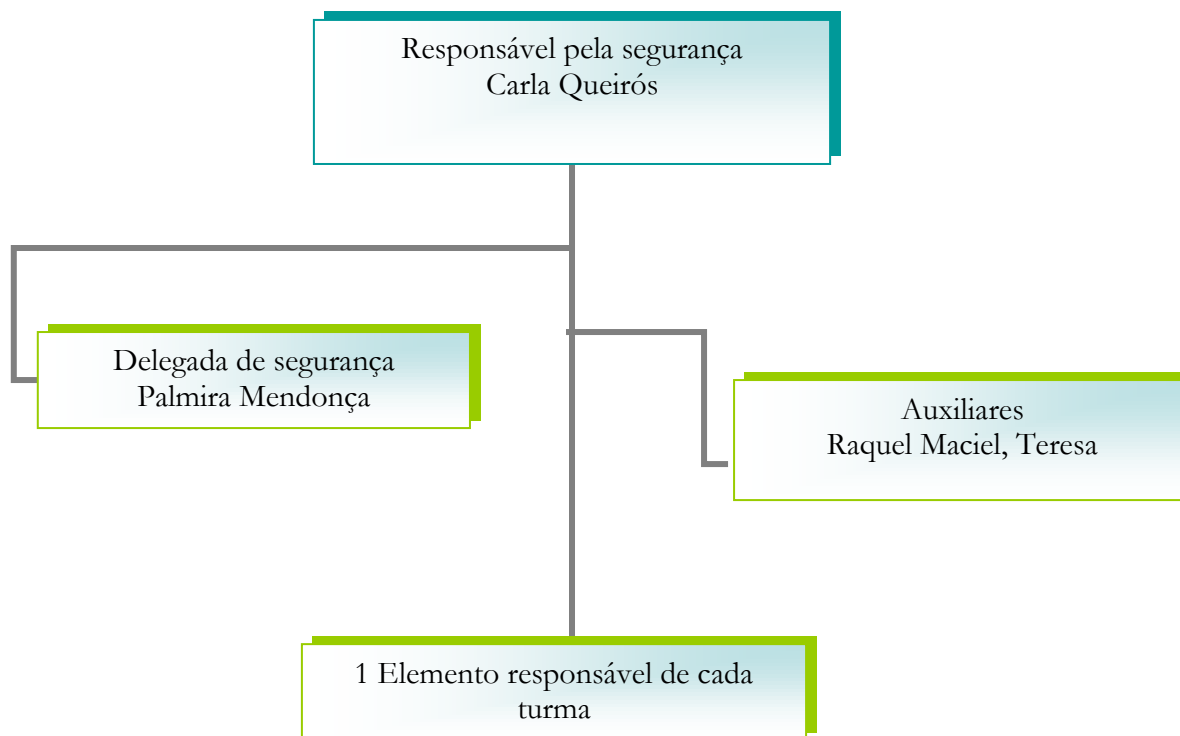 Responsável pela segurança
Carla Queirós
Delegada de segurança
Palmira Mendonça
Auxiliares
Raquel Maciel, Teresa
1 Elemento responsável de cada
turma